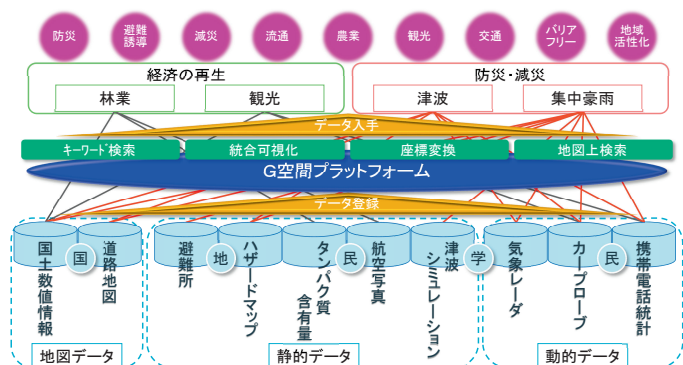 防災
避難
誘導
減災
流通
農業
観光
交通
バリア
フリー
地域
活性化
経済の再生
防災・減災
林業
観光
津波
集中豪雨
データ入手
キーワード検索
統合可視化
座標変換
地図上検索
G空間プラットフォーム
データ登録
国土数値情報
国
道路地図
避難所
地
ハザードマップ
タンパク質
含有量
民
航空写真
津波
シミュレーション
学
気象レーダ
カープローブ
民
携帯電話統計
地図データ
静的データ
動的データ